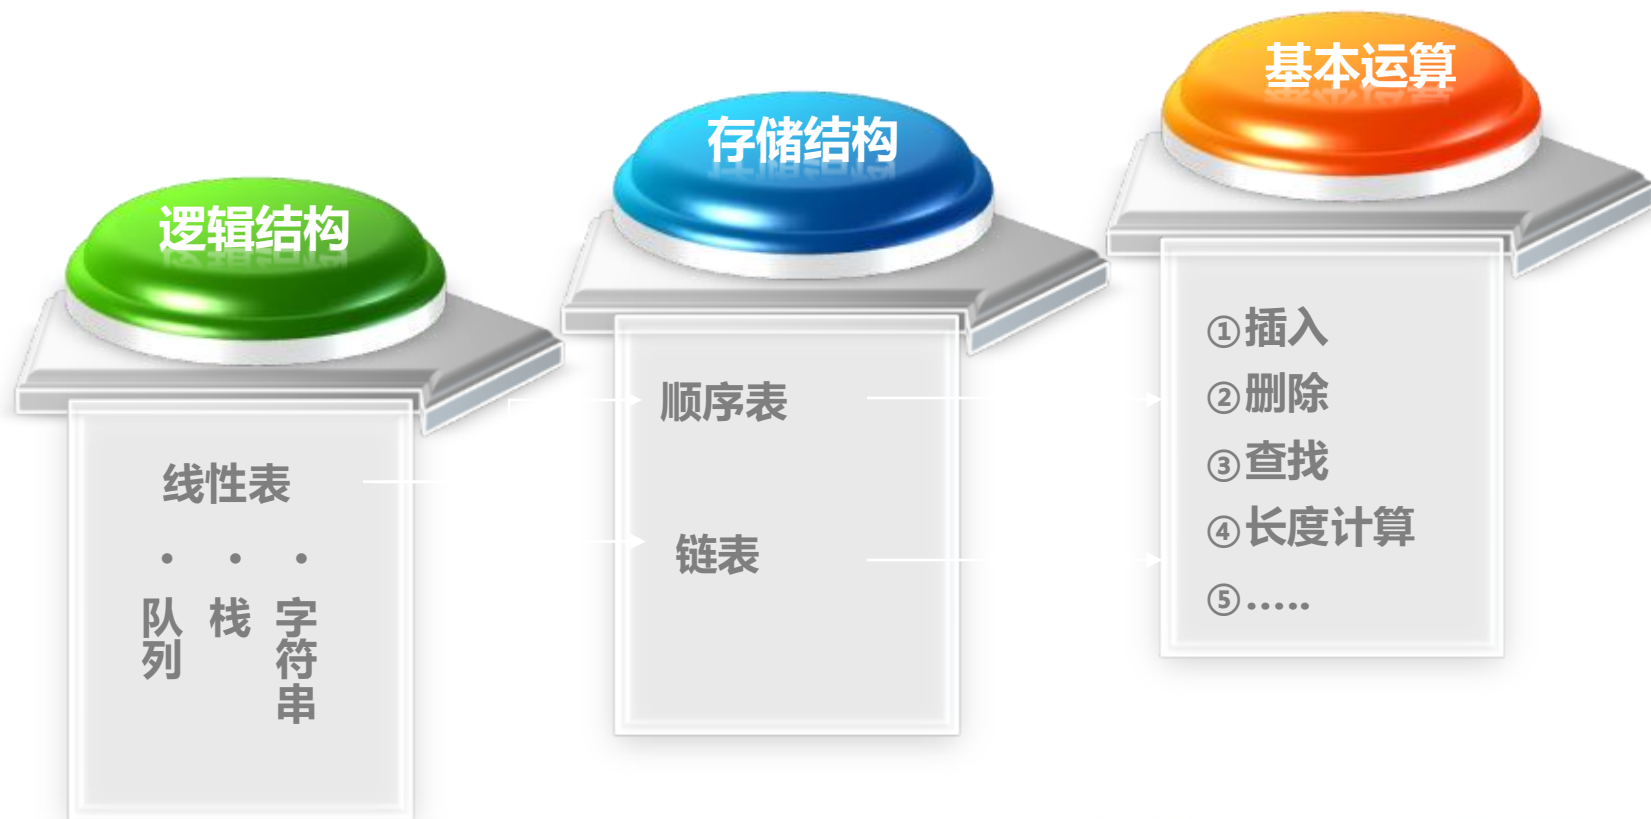 逻辑结构
线性表
·队列
·栈
·字符串
存储结构
顺序表
链表
基本运算
①插入
②删除
③查找
④长度计算
⑤.....